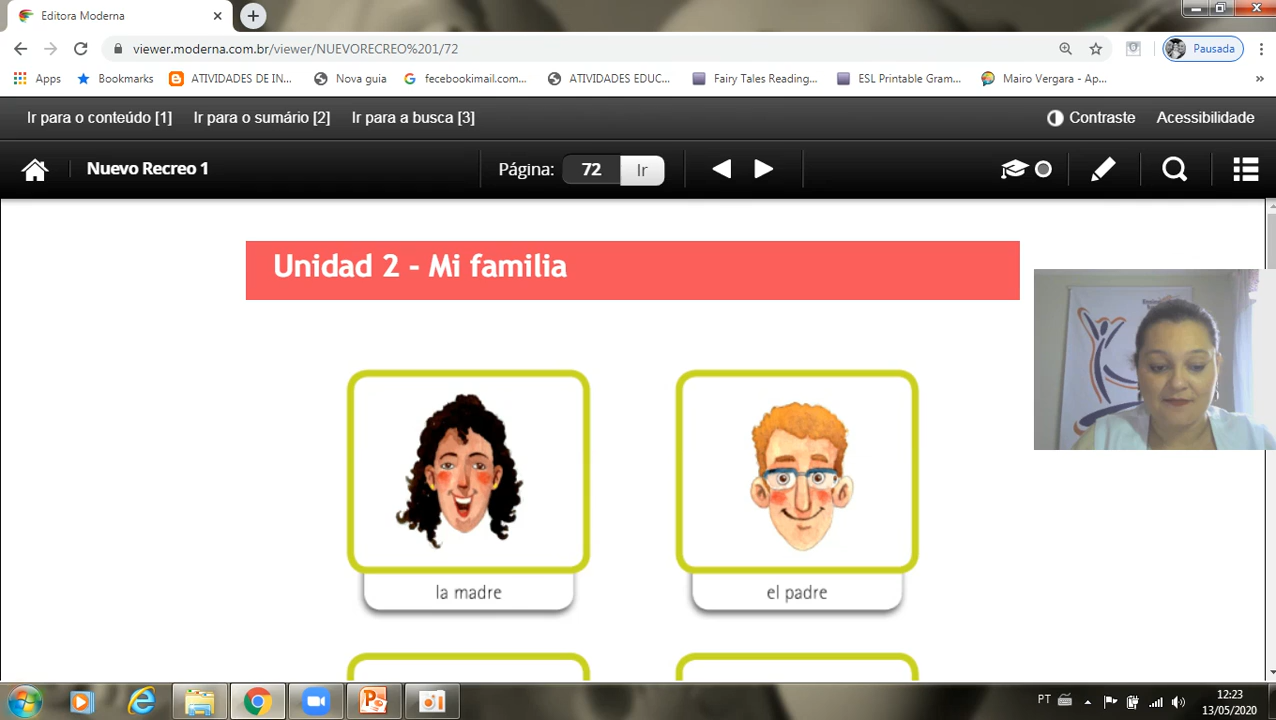 Editora Moderna
viewer.moderna.com.br/viewer/NUEVORECREO%201/72
Pausada
Apps Bookmarks ATIVIDADES DE IN... Nova guia fecebookimail.com... ATIVIDADES EDUC... Fairy Tales Reading... ESL Printable Gram... Mairo Vergara - Ap... »
Ir para o conteúdo [1] Ir para o sumário [2] Ir para a busca [3] Contraste Acessibilidade
Nuevo Recreo 1 Página: 72 Ir
Unidad 2 - Mi familia
la madre el padre
PT 12:23
13/05/2020